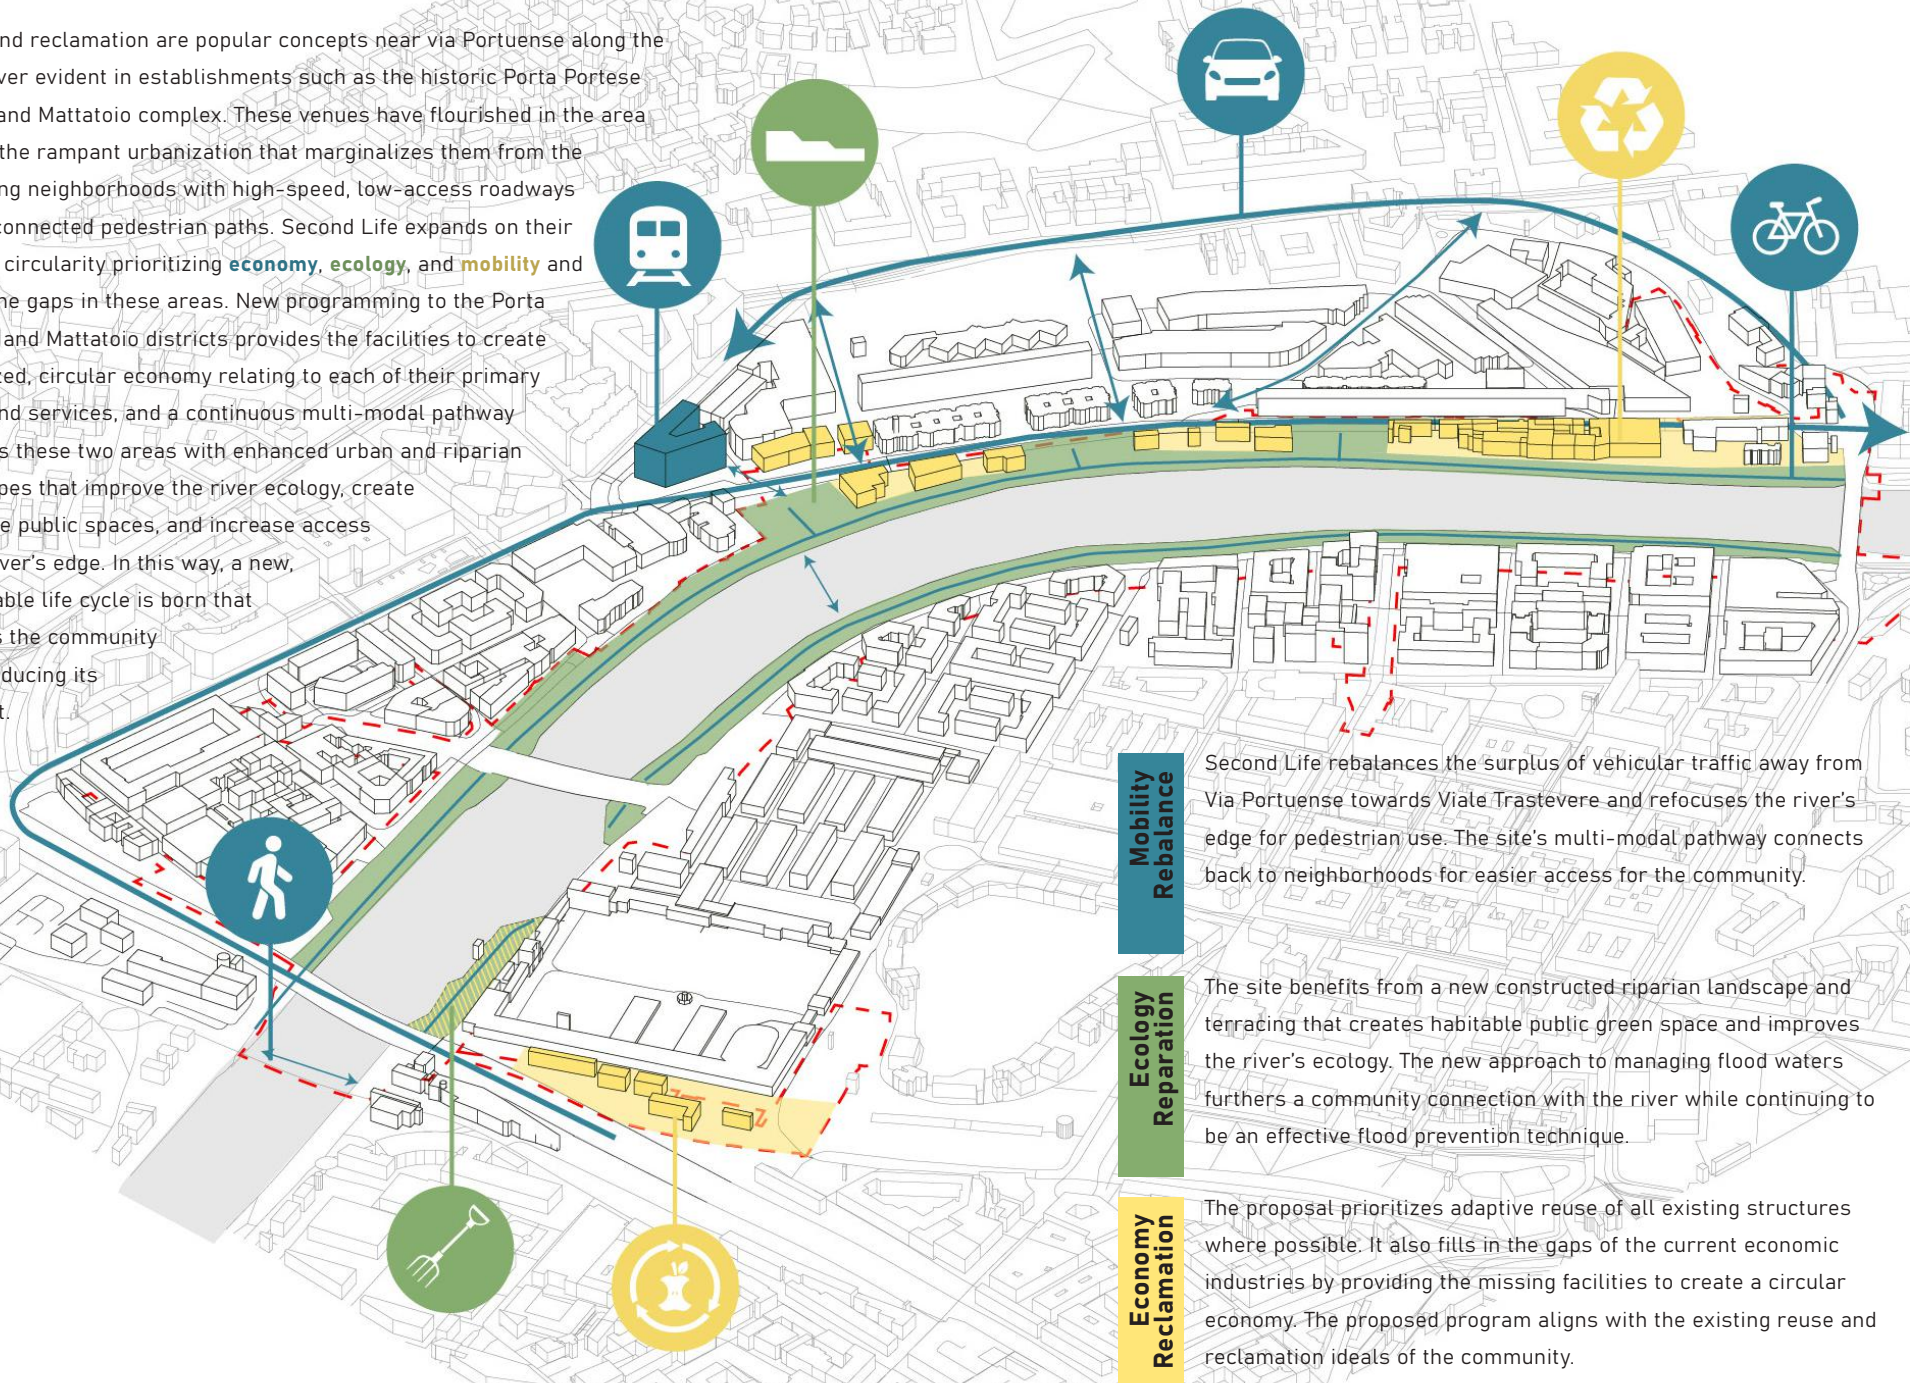 nd reclamation are popular concepts near via Portuense along the
ver evident in establishments such as the historic Porta Portese
and Mattatoio complex. These venues have flourished in the area
the rampant urbanization that marginalizes them from the
ng neighborhoods with high-speed, low-access roadways
connected pedestrian paths. Second Life expands on their
circularity prioritizing economy, ecology, and mobility and
he gaps in these areas. New programming to the Porta
and Mattatoio districts provides the facilities to create
zed, circular economy relating to each of their primary
nd services, and a continuous multi-modal pathway
s these two areas with enhanced urban and riparian
pes that improve the river ecology, create
e public spaces, and increase access
ver's edge. In this way, a new,
able life cycle is born that
s the community
ducing its
t.
Mobility
Rebalance
Second Life rebalances the surplus of vehicular traffic away from
Via Portuense towards Viale Trastevere and refocuses the river's
edge for pedestrian use. The site's multi-modal pathway connects
back to neighborhoods for easier access for the community.
Ecology
Reparation
The site benefits from a new constructed riparian landscape and
terracing that creates habitable public green space and improves
the river's ecology. The new approach to managing flood waters
furthers a community connection with the river while continuing to
be an effective flood prevention technique.
Economy
Reclamation
The proposal prioritizes adaptive reuse of all existing structures
where possible. It also fills in the gaps of the current economic
industries by providing the missing facilities to create a circular
economy. The proposed program aligns with the existing reuse and
reclamation ideals of the community.